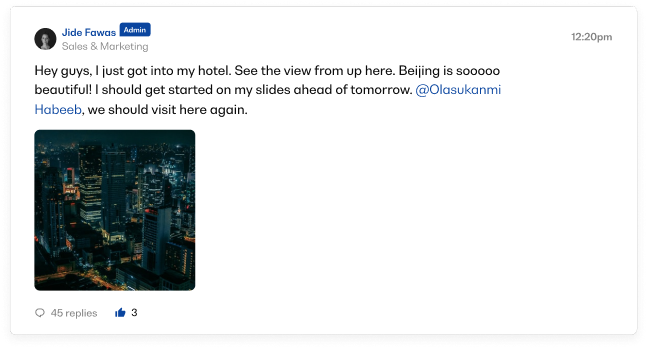 Jide Fawas Admin
Sales & Marketing
12:20pm
Hey guys, I just got into my hotel. See the view from up here. Beijing is sooooo
beautiful! I should get started on my slides ahead of tomorrow. @Olasukanmi
Habeeb, we should visit here again.
45 replies 3